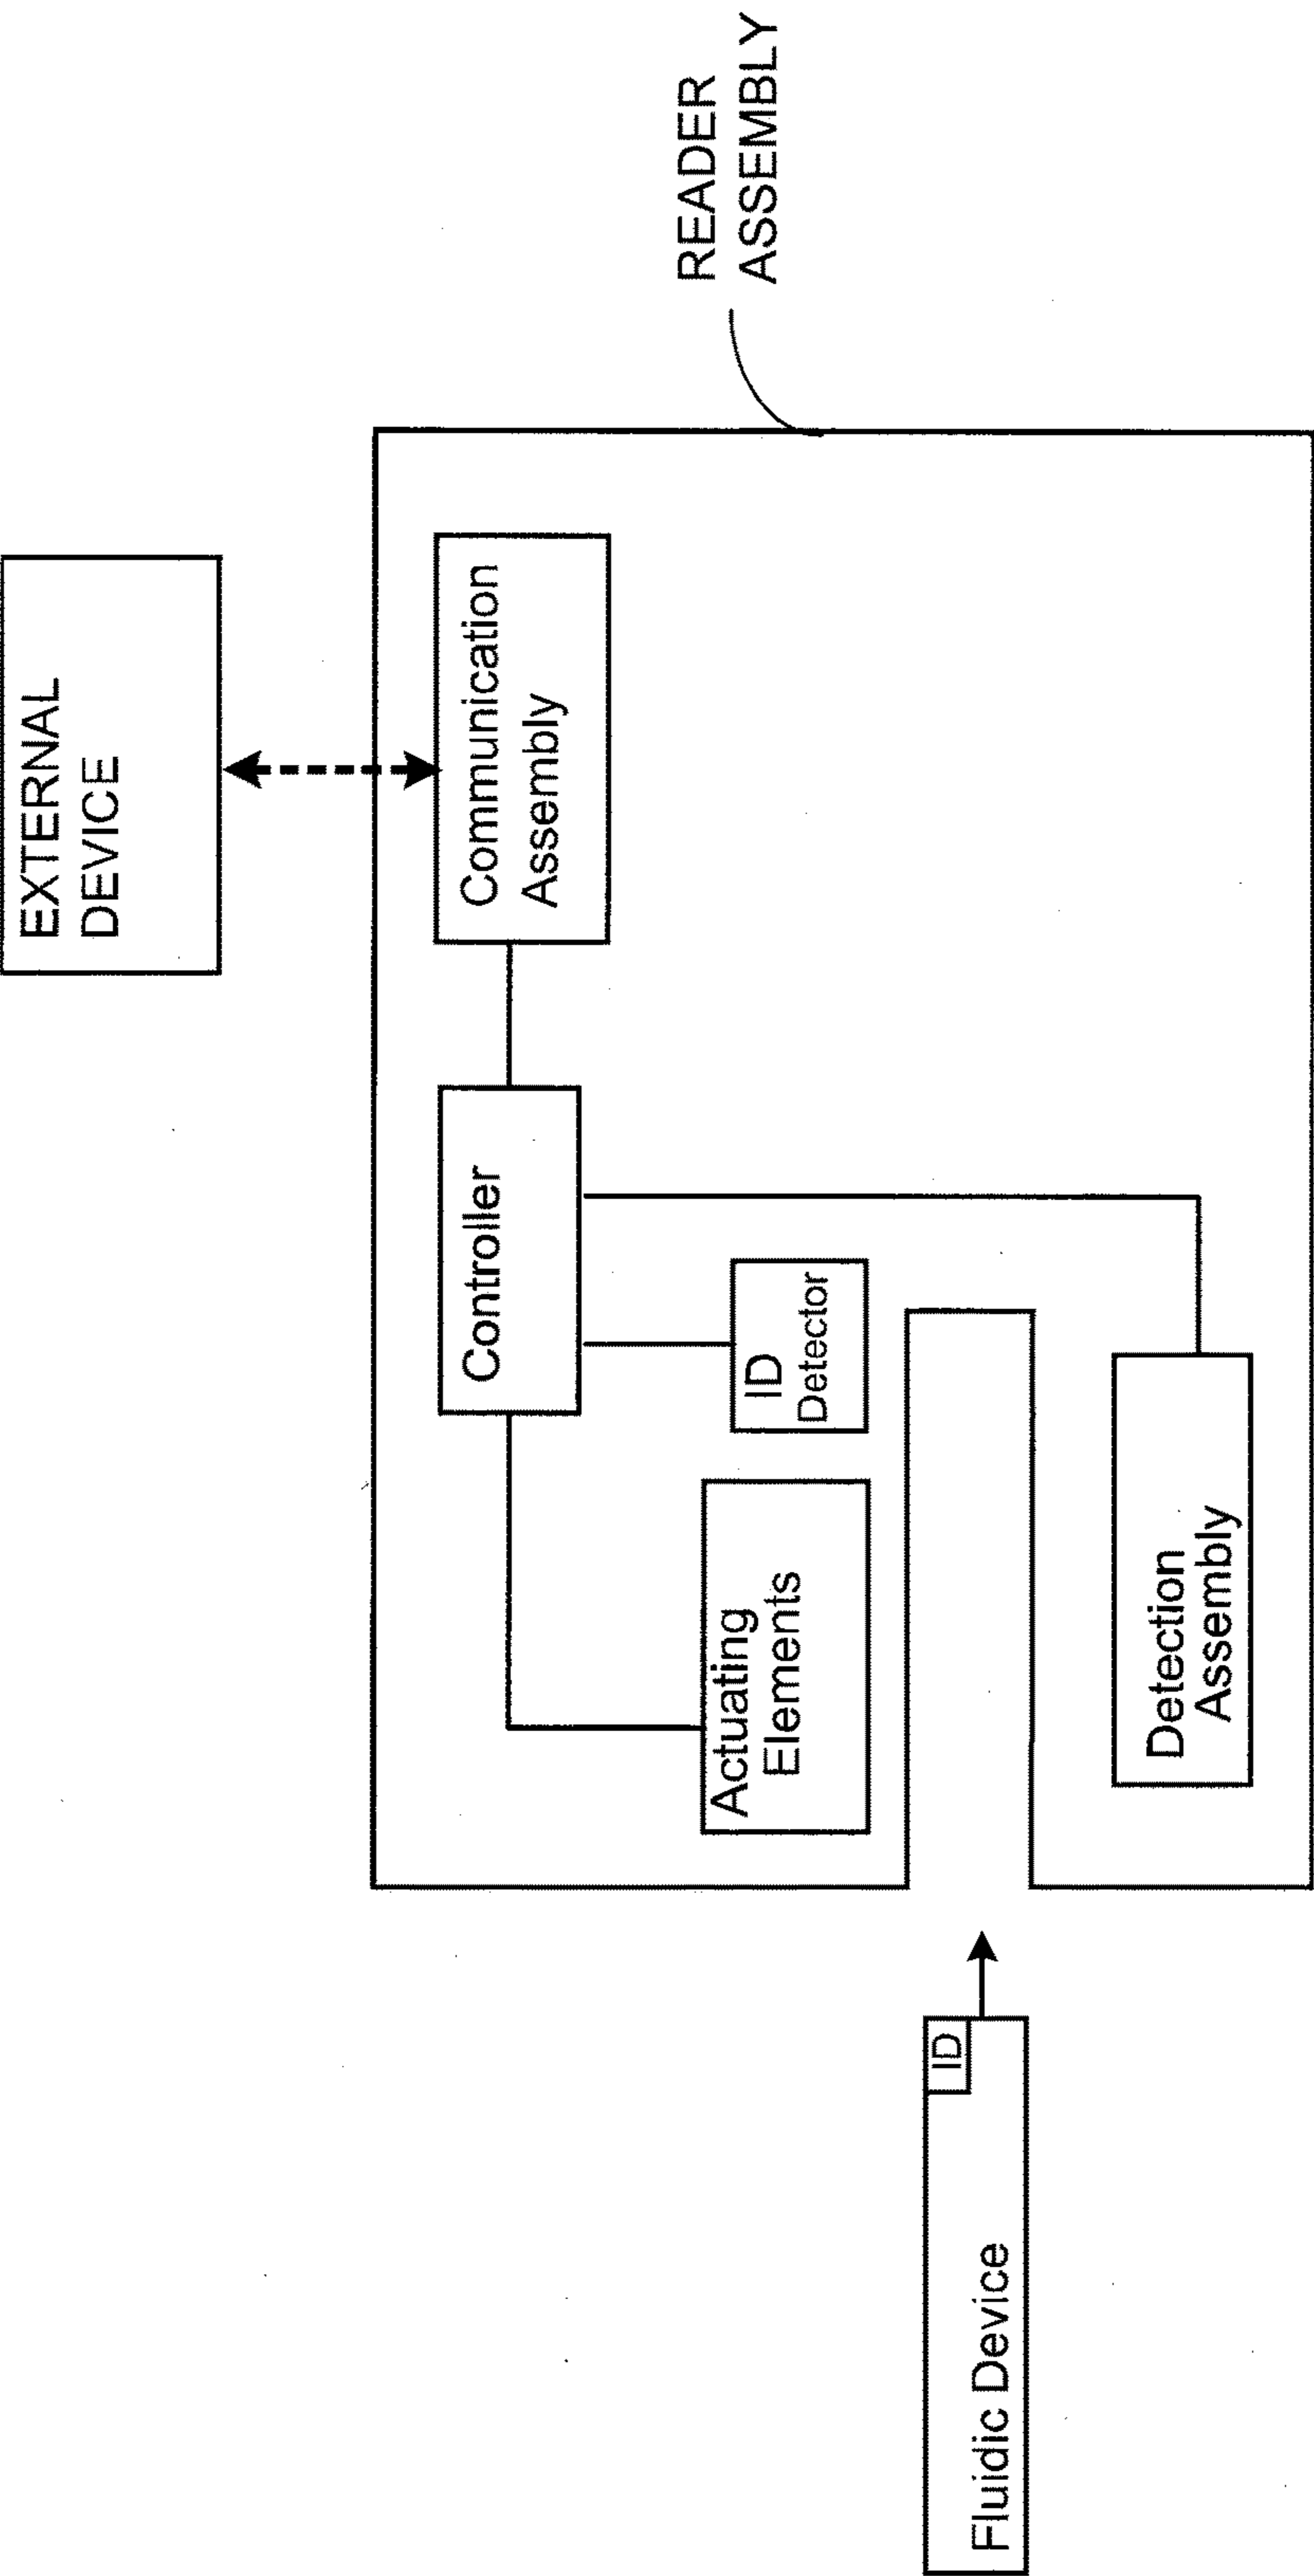 EXTERNAL
DEVICE
READER
ASSEMBLY
Communication
Assembly
Controller
ID
Detector
Actuating
Elements
Detection
Assembly
ID
Fluidic Device